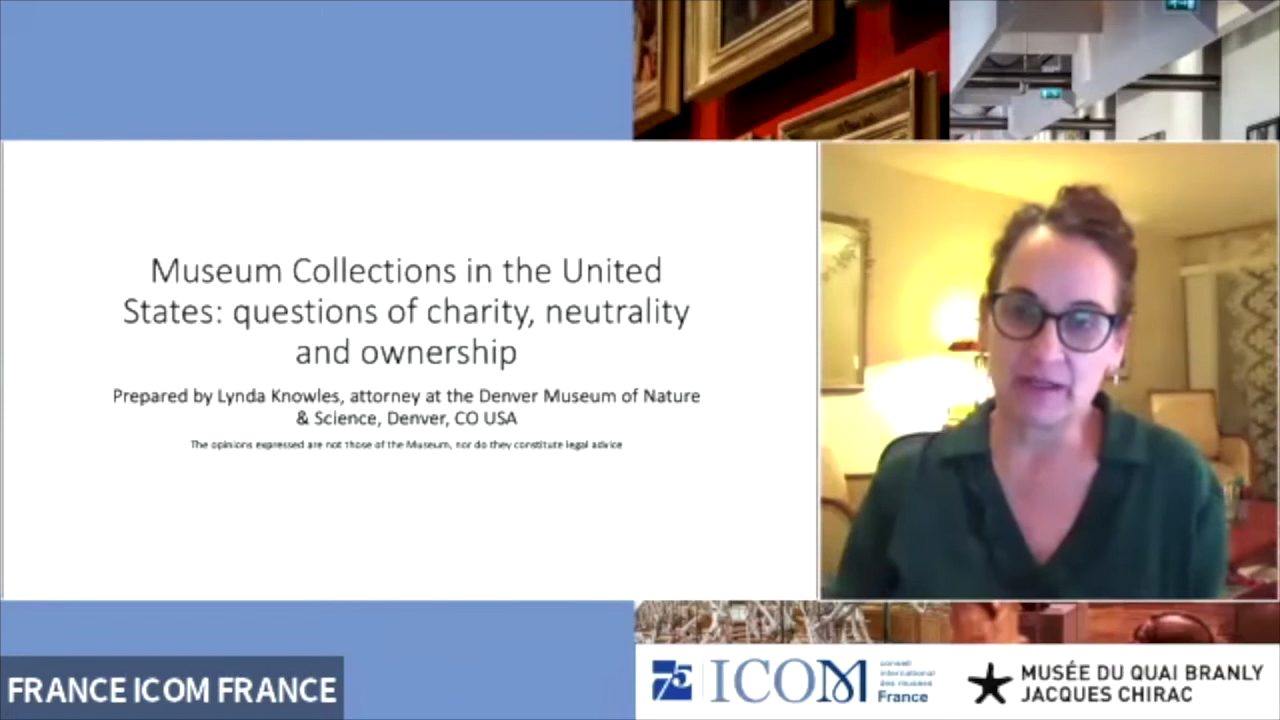 Museum Collections in the United
States: questions of charity, neutrality
and ownership
Prepared by Lynda Knowles, attorney at the Denver Museum of Nature
& Science, Denver, CO USA
The opinions expressed are not those of the Museum, nor do they constitute legal advice
FRANCE ICOM FRANCE
75 ICOM
conseil
international
des musées
France
MUSÉE DU QUAI BRANLY
JACQUES CHIRAC